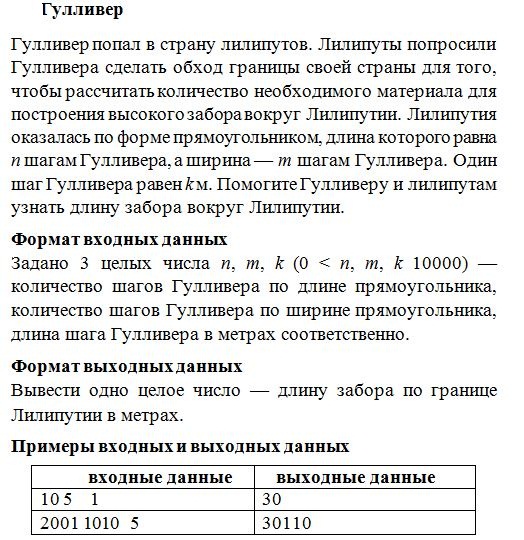 Гулливер
Гулливер попал в страну лилипутов. Лилипуты попросили
Гулливера сделать обход границы своей страны для того,
чтобы рассчитать количество необходимого материала для
построения высокого забора вокруг Лилипутии. Лилипутия
оказалась по форме прямоугольником, длина которого равна
n шагам Гулливера, а ширина — m шагам Гулливера. Один
шаг Гулливера равен k м. Помогите Гулливеру и лилипутам
узнать длину забора вокруг Лилипутии.
Формат входных данных
Задано 3 целых числа n, m, k (0 < n, m, k 10000) —
количество шагов Гулливера по длине прямоугольника,
количество шагов Гулливера по ширине прямоугольника,
длина шага Гулливера в метрах соответственно.
Формат выходных данных
Вывести одно целое число — длину забора по границе
Лилипутии в метрах.
Примеры входных и выходных данных
входные данные выходные данные
10 5 1 30
2001 1010 5 30110